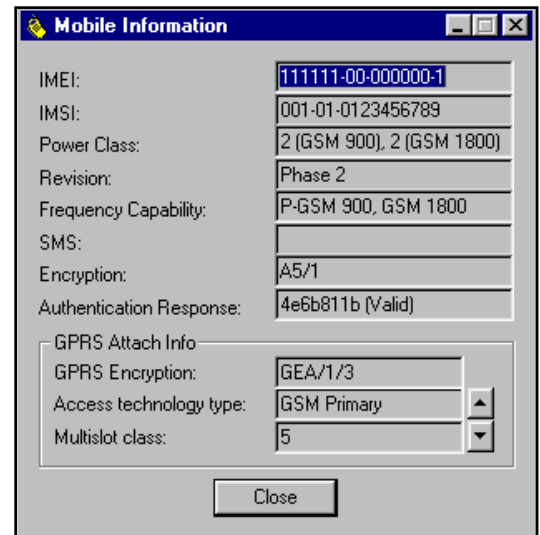 Mobile Information
IMEI: 111111-00-000000-1
IMSI: 001-01-0123456789
Power Class: 2 (GSM 900), 2 (GSM 1800)
Revision: Phase 2
Frequency Capability: P-GSM 900, GSM 1800
SMS:
Encryption: A5/1
Authentication Response: 4e6b811b (Valid)
GPRS Attach Info
GPRS Encryption: GEA/1/3
Access technology type: GSM Primary
Multislot class: 5
Close